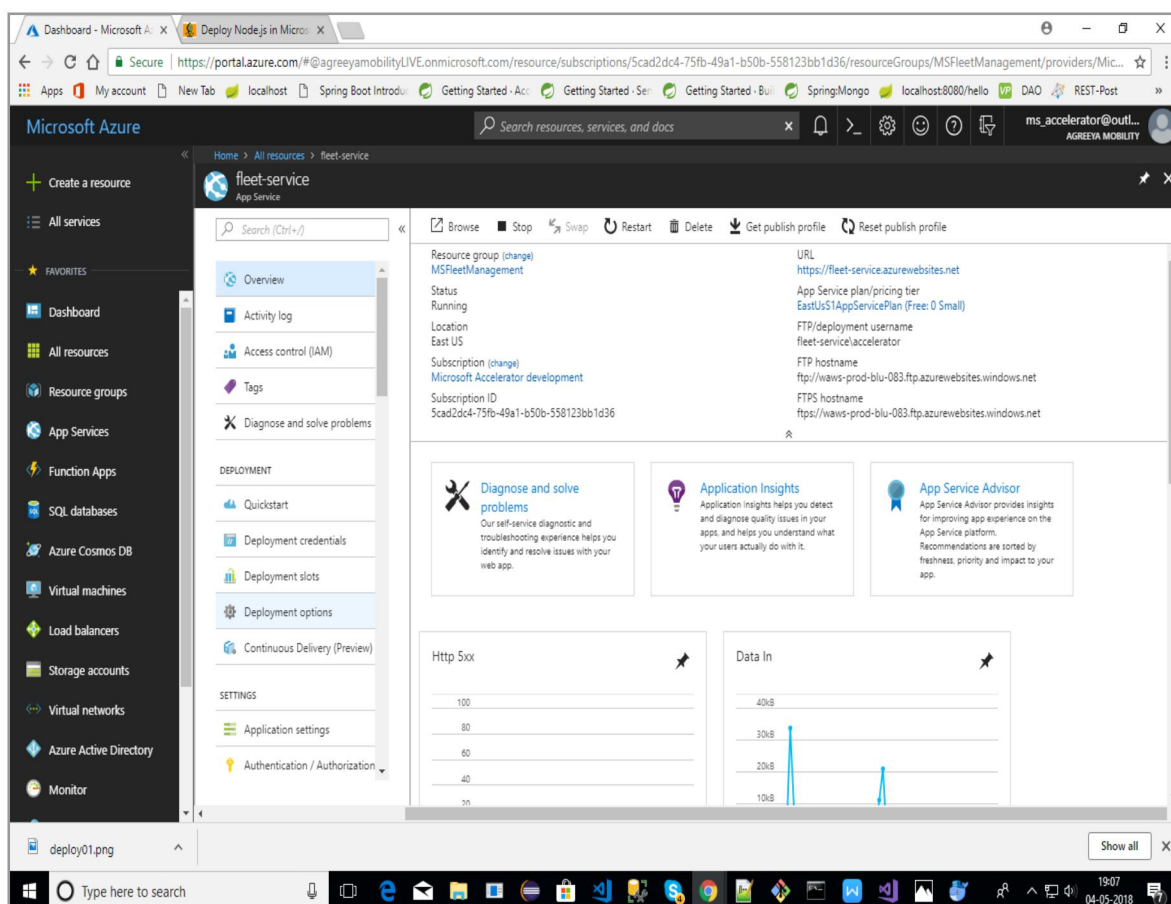 Dashboard - Microsoft A
Deploy Node.js in Micros
Secure
https://portal.azure.com/#@agreeyamobilityLIVE.onmicrosoft.com/resource/subscriptions/5cad2dc4-75fb-49a1-b50b-558123bb1d36/resourceGroups/MSFleetManagement/providers/Mic...
Apps My account New Tab localhost Spring Boot Introdu Getting Started · Acc Getting Started · Ser Getting Started · Bui Spring:Mongo localhost:8080/hello VP DAO REST-Post »
Microsoft Azure
Search resources, services, and docs
ms_accelerator@outl...
AGREEYA MOBILITY
Home > All resources > fleet-service
fleet-service
App Service
Create a resource
All services
FAVORITES
Dashboard
All resources
Resource groups
App Services
Function Apps
SQL databases
Azure Cosmos DB
Virtual machines
Load balancers
Storage accounts
Virtual networks
Azure Active Directory
Monitor
Search (Ctrl+/)
Overview
Activity log
Access control (IAM)
Tags
Diagnose and solve problems
DEPLOYMENT
Quickstart
Deployment credentials
Deployment slots
Deployment options
Continuous Delivery (Preview)
SETTINGS
Application settings
Authentication / Authorization
Browse Stop Swap Restart Delete Get publish profile Reset publish profile
Resource group (change)
MSFleetManagement
Status
Running
Location
East US
Subscription (change)
Microsoft Accelerator development
Subscription ID
5cad2dc4-75fb-49a1-b50b-558123bb1d36
URL
https://fleet-service.azurewebsites.net
App Service plan/pricing tier
EastUsS1AppServicePlan (Free: 0 Small)
FTP/deployment username
fleet-service\accelerator
FTP hostname
ftp://waws-prod-blu-083.ftp.azurewebsites.windows.net
FTPS hostname
ftps://waws-prod-blu-083.ftp.azurewebsites.windows.net
Diagnose and solve
problems
Our self-service diagnostic and
troubleshooting experience helps you
identify and resolve issues with your
web app.
Application Insights
Application Insights helps you detect
and diagnose quality issues in your
apps, and helps you understand what
your users actually do with it.
App Service Advisor
App Service Advisor provides insights
for improving app experience on the
App Service platform.
Recommendations are sorted by
freshness, priority and impact to your
app.
Http 5xx
100
80
60
40
20
Data In
40kB
30kB
20kB
10kB
deploy01.png
Show all
Type here to search
19:07
04-05-2018